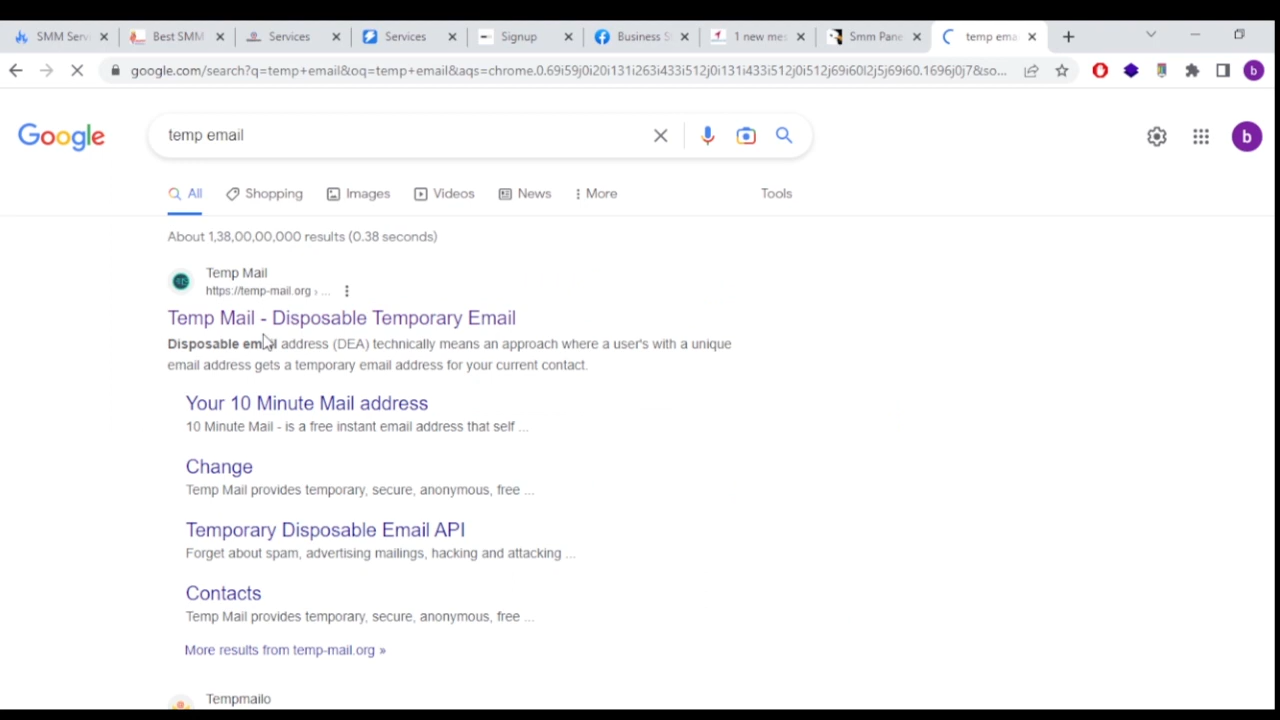 SMM Serv
Best SMM
Services
Services
Signup
Business S
1 new mes
Smm Pane
temp ema
google.com/search?q=temp+email&oq=temp+email&aqs=chrome.0.69i59j0i20i131i263i433i512j0i131i433i512j0i512j69i60l2j5j69i60.1696j0j7&so...
b
Google
temp email
b
All
Shopping
Images
Videos
News
More
Tools
About 1,38,00,00,000 results (0.38 seconds)
Temp Mail
https://temp-mail.org › ...
Temp Mail - Disposable Temporary Email
Disposable email address (DEA) technically means an approach where a user's with a unique
email address gets a temporary email address for your current contact.
Your 10 Minute Mail address
10 Minute Mail - is a free instant email address that self ...
Change
Temp Mail provides temporary, secure, anonymous, free ...
Temporary Disposable Email API
Forget about spam, advertising mailings, hacking and attacking ...
Contacts
Temp Mail provides temporary, secure, anonymous, free ...
More results from temp-mail.org »
Tempmailo